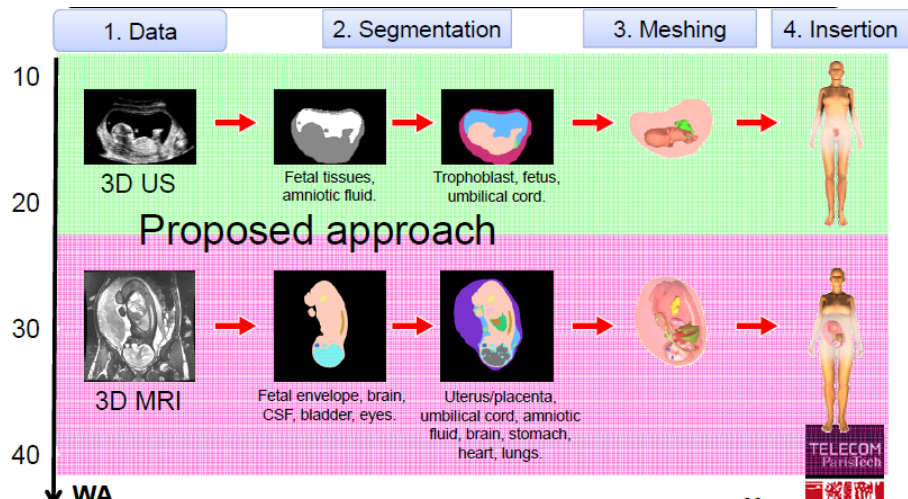 1. Data
2. Segmentation
3. Meshing
4. Insertion
10
3D US
Fetal tissues,
amniotic fluid.
Trophoblast, fetus,
umbilical cord.
20
Proposed approach
30
3D MRI
Fetal envelope, brain,
CSF, bladder, eyes.
Uterus/placenta,
umbilical cord, amniotic
fluid, brain, stomach,
heart, lungs.
40
TELECOM
ParisTech
WA